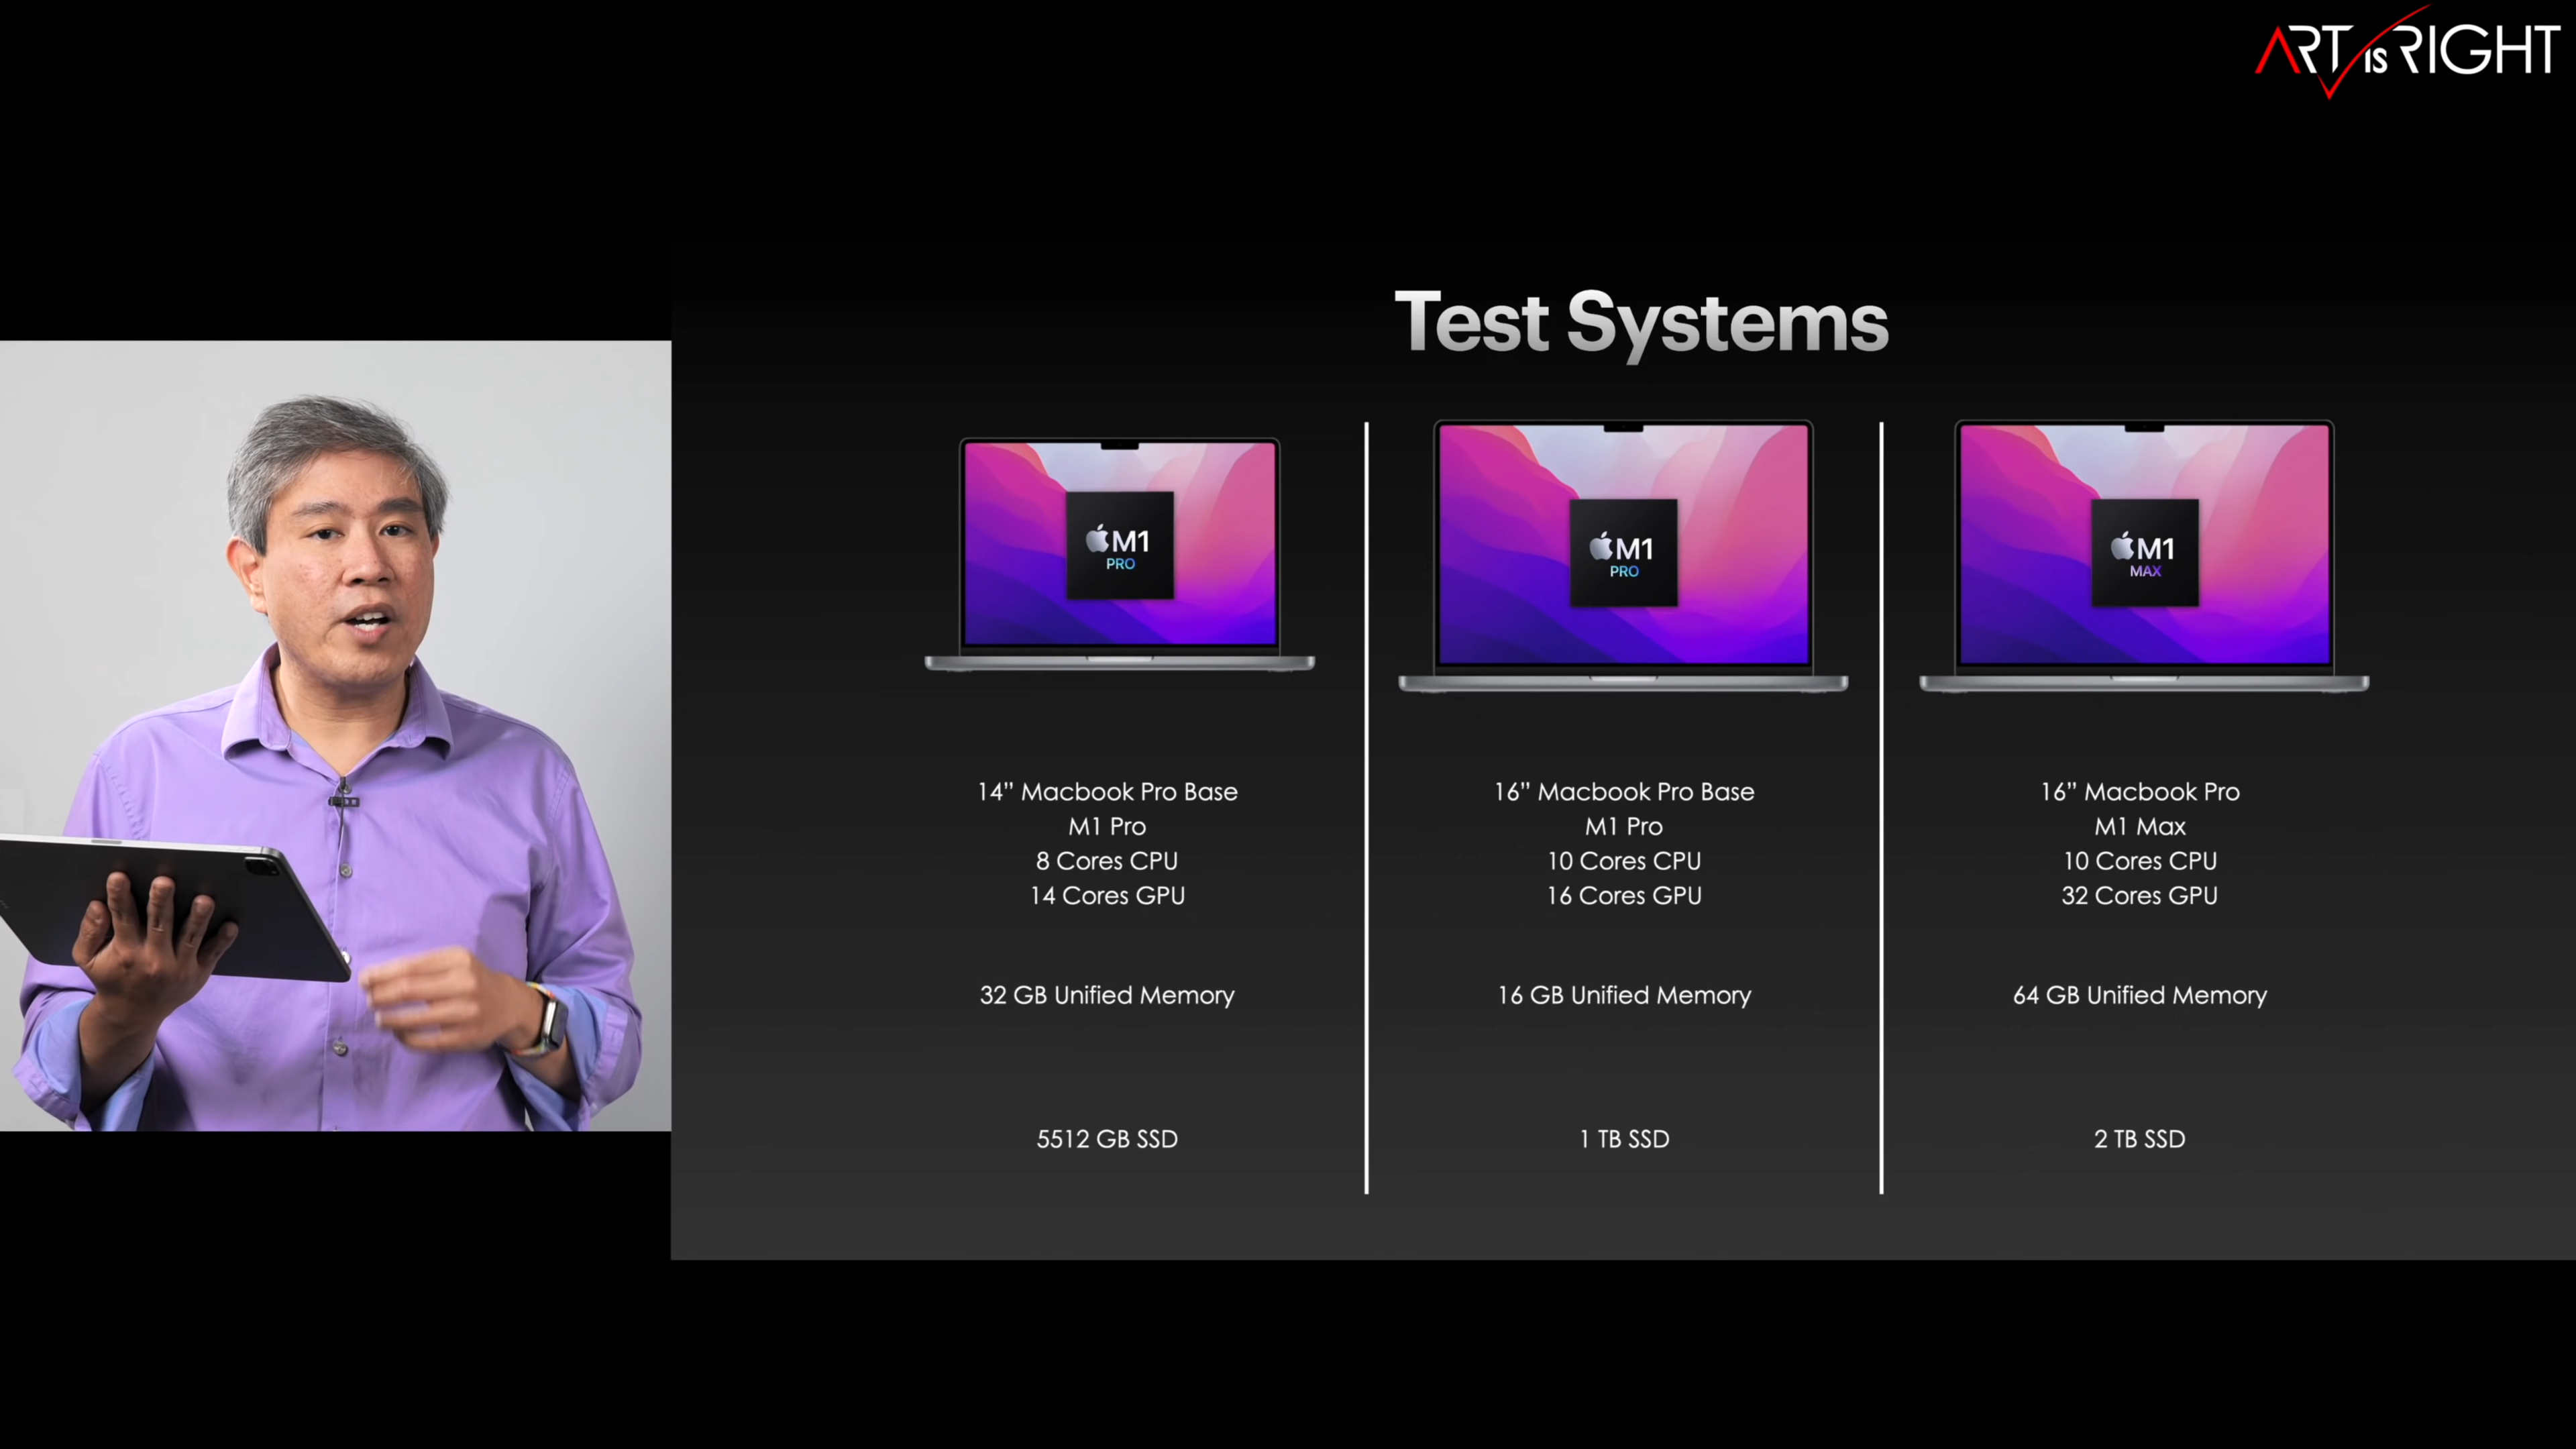 ART IS RIGHT
Test Systems
M1
PRO
M1
PRO
M1
MAX
14” Macbook Pro Base
M1 Pro
8 Cores CPU
14 Cores GPU
32 GB Unified Memory
5512 GB SSD
16” Macbook Pro Base
M1 Pro
10 Cores CPU
16 Cores GPU
16 GB Unified Memory
1 TB SSD
16” Macbook Pro
M1 Max
10 Cores CPU
32 Cores GPU
64 GB Unified Memory
2 TB SSD